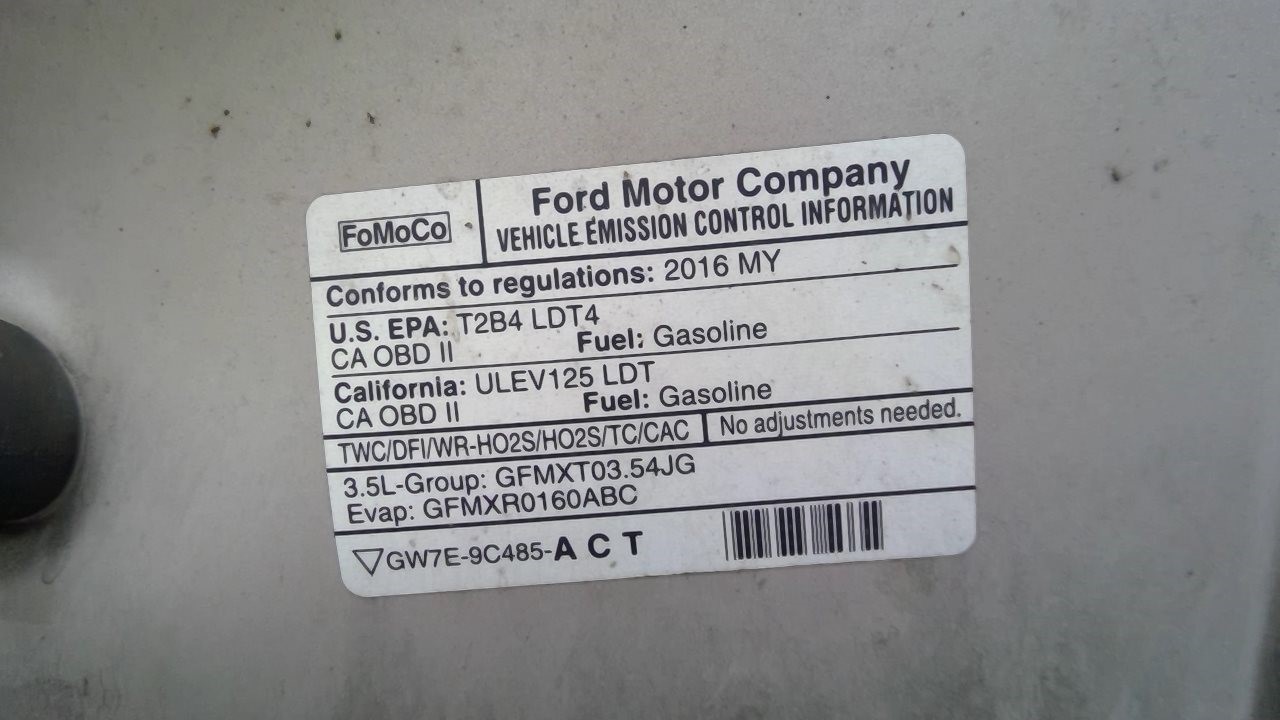 FoMoCo
Ford Motor Company
VEHICLE EMISSION CONTROL INFORMATION
Conforms to regulations: 2016 MY
U.S. EPA: T2B4 LDT4
CA OBD II Fuel: Gasoline
California: ULEV125 LDT
CA OBD II Fuel: Gasoline
TWC/DFI/WR-HO2S/HO2S/TC/CAC No adjustments needed.
3.5L-Group: GFMXT03.54JG
Evap: GFMXR0160ABC
GW7E-9C485-A C T